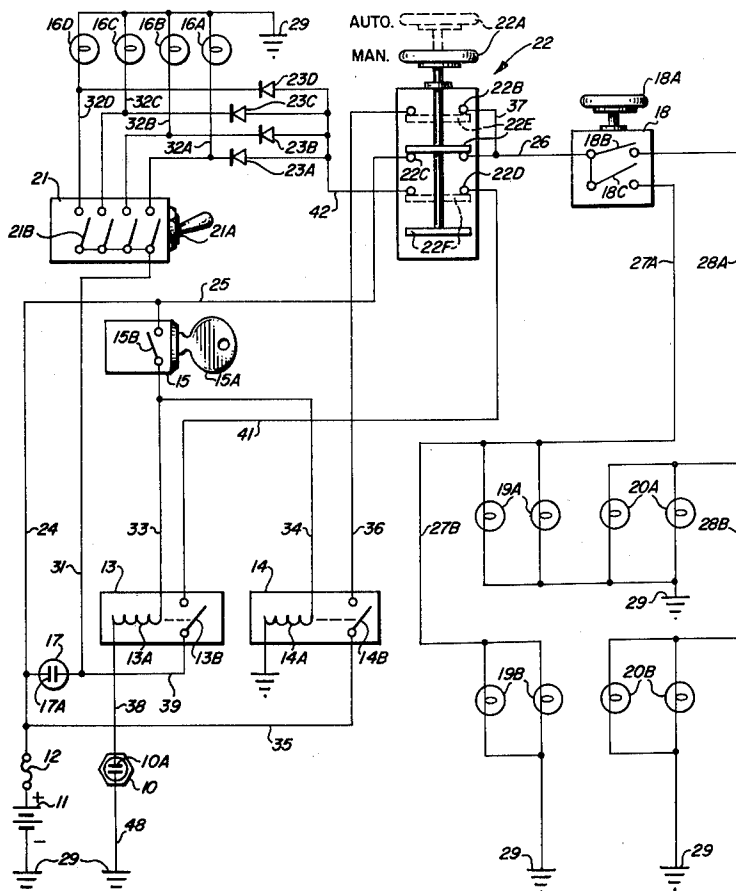 16D 16C 16B 16A
29
AUTO.
22A
MAN.
22
23D
32D 32C
23C
32B
23B
32A
23A
22B
37
22E
26
22C
22D
42
22F
18A
18
18B
18C
21
21B
21A
25
27A
28A
15B
15
15A
41
24
31
33
34
36
27B
19A
20A
28B
29
13
13A
13B
14
14A
14B
17
17A
39
38
35
19B
20B
12
10A
10
+
11
−
48
29
29
29